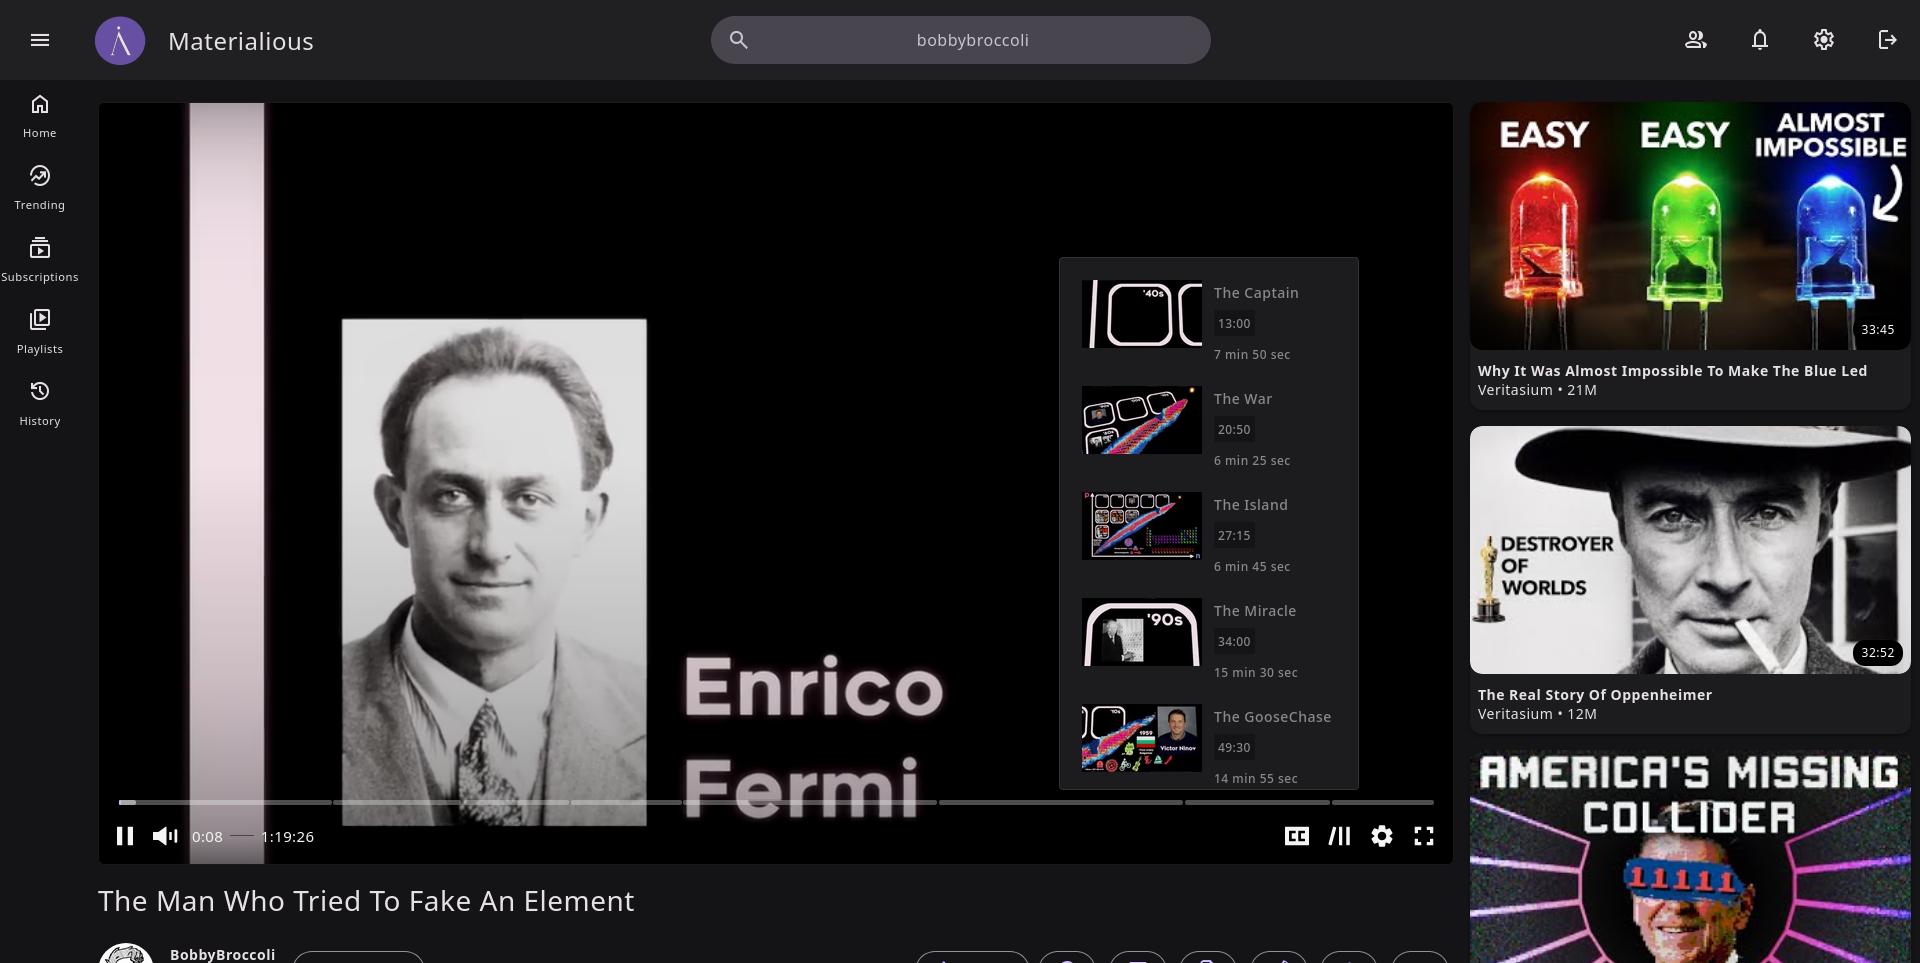 Materialious
bobbybroccoli
Home
Trending
Subscriptions
Playlists
History
Enrico
Fermi
'40s
The Captain
13:00
7 min 50 sec
The War
20:50
6 min 25 sec
The Island
27:15
6 min 45 sec
'90s
The Miracle
34:00
15 min 30 sec
1959
Victor Ninov
The GooseChase
49:30
14 min 55 sec
0:08
1:19:26
CC
The Man Who Tried To Fake An Element
BobbyBroccoli
EASY
EASY
ALMOST
IMPOSSIBLE
33:45
Why It Was Almost Impossible To Make The Blue Led
Veritasium • 21M
DESTROYER
OF
WORLDS
32:52
The Real Story Of Oppenheimer
Veritasium • 12M
AMERICA'S MISSING
COLLIDER
11111